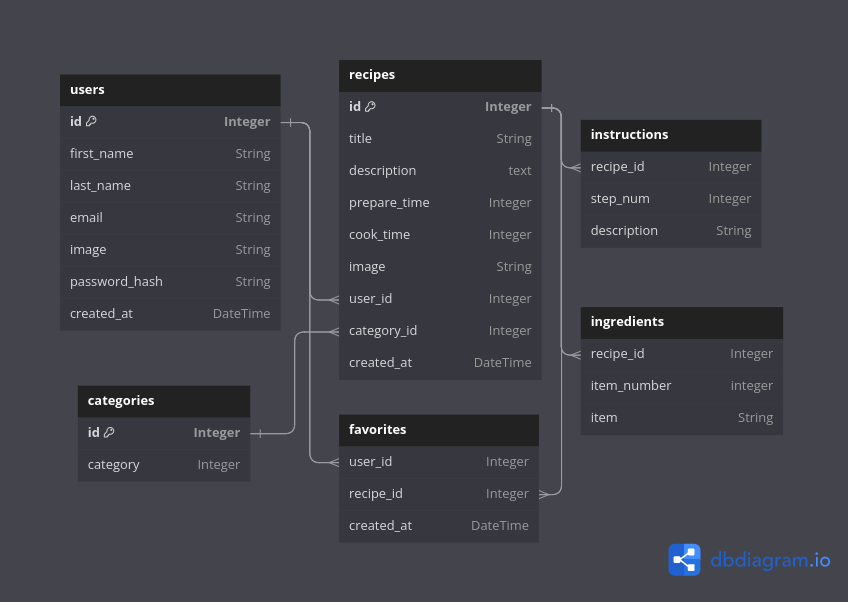 users
id Integer
first_name String
last_name String
email String
image String
password_hash String
created_at DateTime
recipes
id Integer
title String
description text
prepare_time Integer
cook_time Integer
image String
user_id Integer
category_id Integer
created_at DateTime
instructions
recipe_id Integer
step_num Integer
description String
ingredients
recipe_id Integer
item_number integer
item String
categories
id Integer
category Integer
favorites
user_id Integer
recipe_id Integer
created_at DateTime
dbdiagram.io